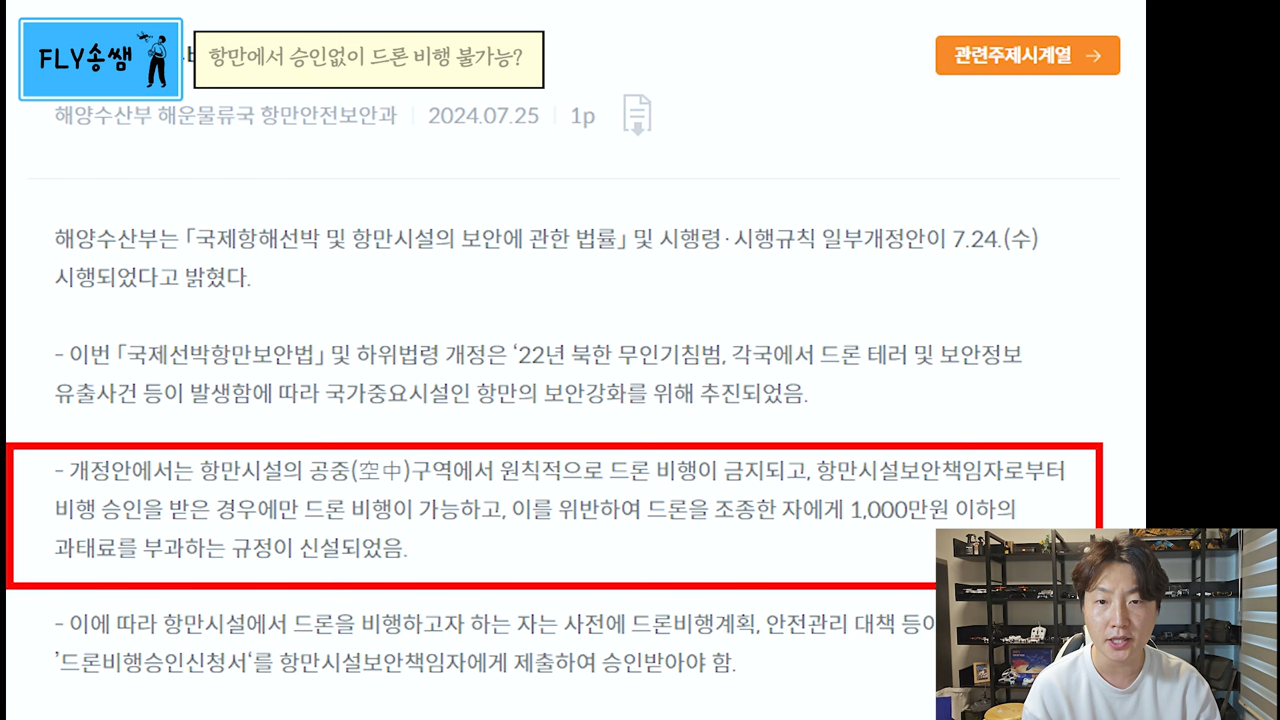 FLY송쌤
항만에서 승인없이 드론 비행 불가능?
관련주제시계열 →
해양수산부 해운물류국 항만안전보안과 2024.07.25 1p
해양수산부는 「국제항해선박 및 항만시설의 보안에 관한 법률」 및 시행령·시행규칙 일부개정안이 7.24.(수)
시행되었다고 밝혔다.
- 이번 「국제선박항만보안법」 및 하위법령 개정은 ‘22년 북한 무인기침범, 각국에서 드론 테러 및 보안정보
유출사건 등이 발생함에 따라 국가중요시설인 항만의 보안강화를 위해 추진되었음.
- 개정안에서는 항만시설의 공중(空中)구역에서 원칙적으로 드론 비행이 금지되고, 항만시설보안책임자로부터
비행 승인을 받은 경우에만 드론 비행이 가능하고, 이를 위반하여 드론을 조종한 자에게 1,000만원 이하의
과태료를 부과하는 규정이 신설되었음.
- 이에 따라 항만시설에서 드론을 비행하고자 하는 자는 사전에 드론비행계획, 안전관리 대책 등이
’드론비행승인신청서‘를 항만시설보안책임자에게 제출하여 승인받아야 함.